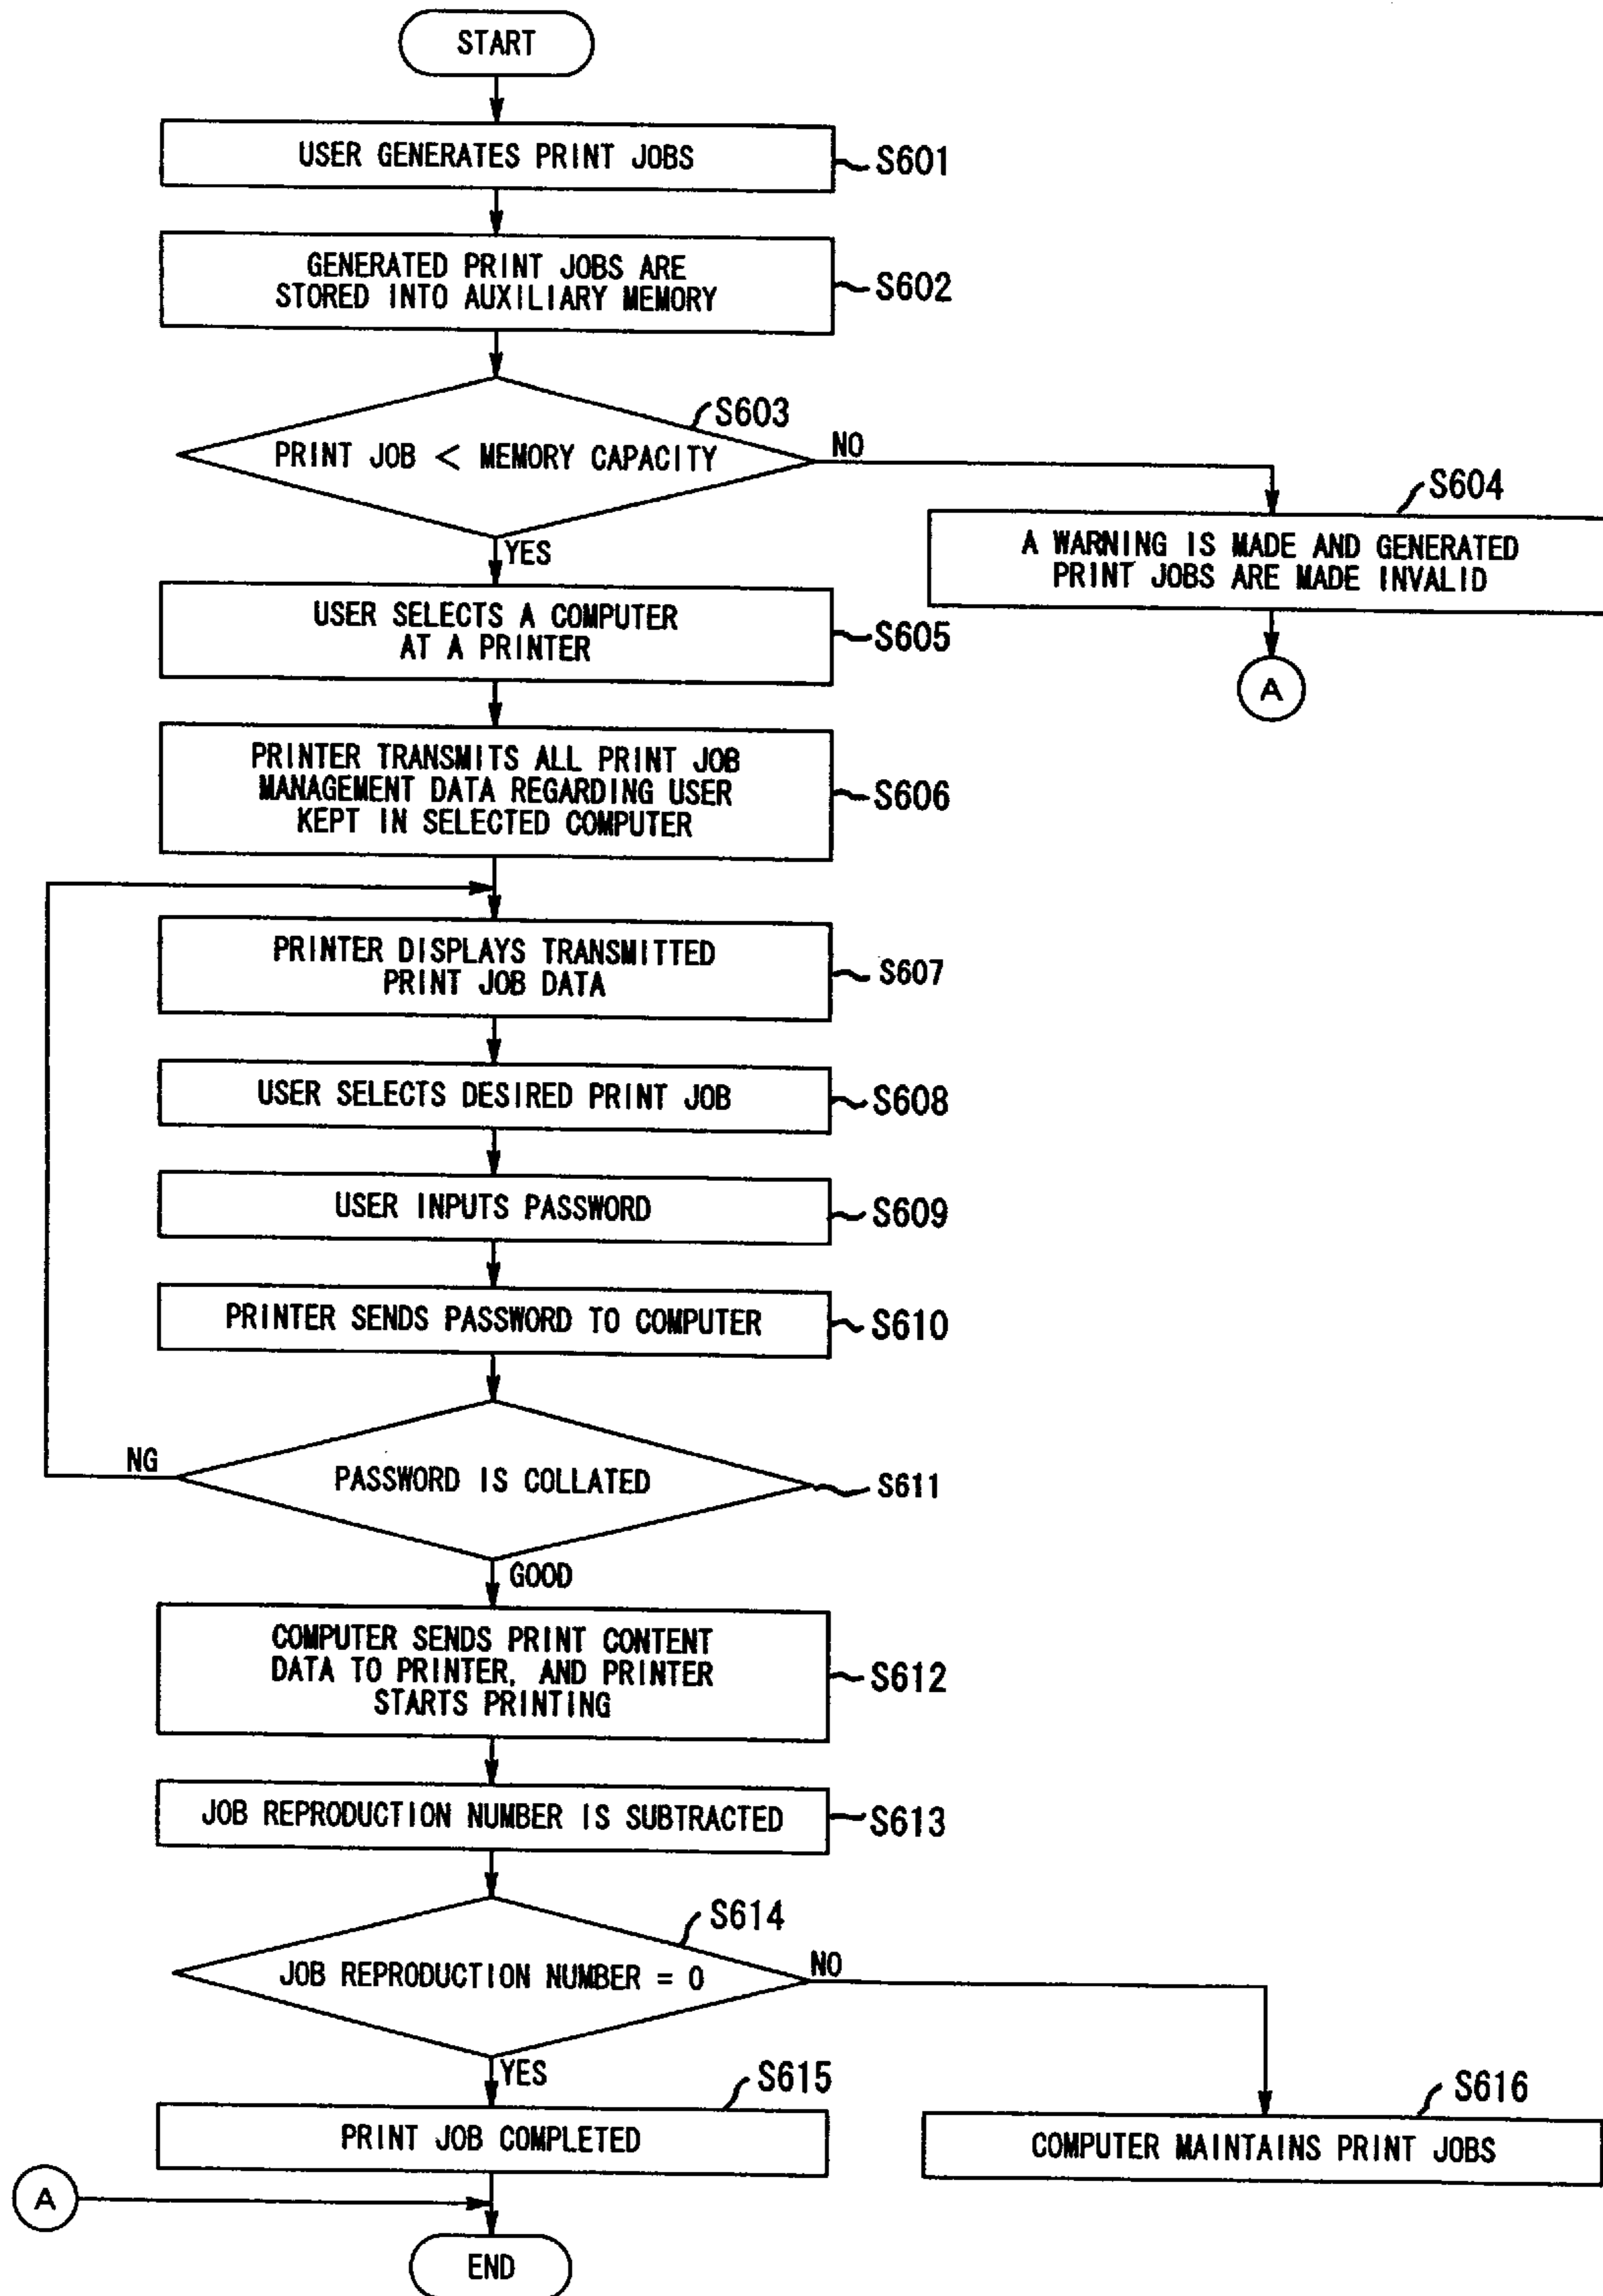 START
USER GENERATES PRINT JOBS
S601
GENERATED PRINT JOBS ARE
STORED INTO AUXILIARY MEMORY
S602
S603
PRINT JOB < MEMORY CAPACITY
NO
YES
S604
A WARNING IS MADE AND GENERATED
PRINT JOBS ARE MADE INVALID
A
USER SELECTS A COMPUTER
AT A PRINTER
S605
PRINTER TRANSMITS ALL PRINT JOB
MANAGEMENT DATA REGARDING USER
KEPT IN SELECTED COMPUTER
S606
PRINTER DISPLAYS TRANSMITTED
PRINT JOB DATA
S607
USER SELECTS DESIRED PRINT JOB
S608
USER INPUTS PASSWORD
S609
PRINTER SENDS PASSWORD TO COMPUTER
S610
NG
PASSWORD IS COLLATED
S611
GOOD
COMPUTER SENDS PRINT CONTENT
DATA TO PRINTER, AND PRINTER
STARTS PRINTING
S612
JOB REPRODUCTION NUMBER IS SUBTRACTED
S613
S614
JOB REPRODUCTION NUMBER = 0
NO
YES
S615
PRINT JOB COMPLETED
S616
COMPUTER MAINTAINS PRINT JOBS
A
END